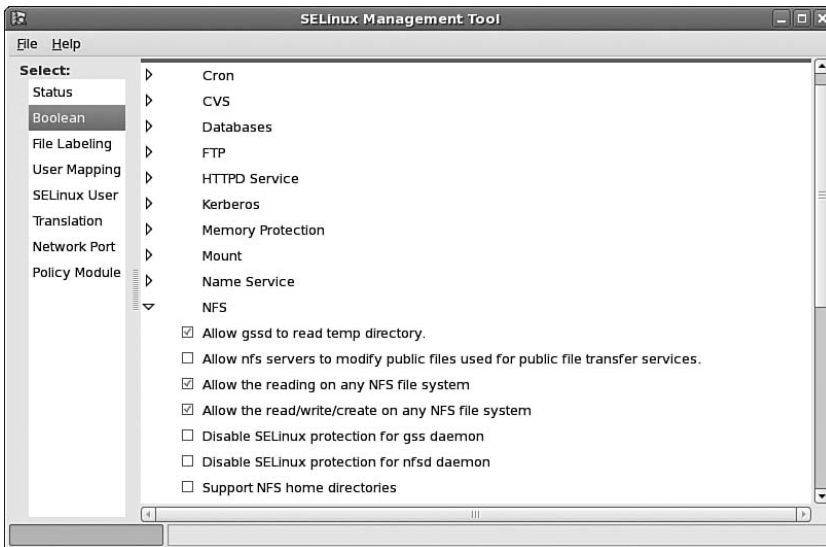 SELinux Management Tool
File Help
Select:
Status
Boolean
File Labeling
User Mapping
SELinux User
Translation
Network Port
Policy Module
Cron
CVS
Databases
FTP
HTTPD Service
Kerberos
Memory Protection
Mount
Name Service
NFS
Allow gssd to read temp directory.
Allow nfs servers to modify public files used for public file transfer services.
Allow the reading on any NFS file system
Allow the read/write/create on any NFS file system
Disable SELinux protection for gss daemon
Disable SELinux protection for nfsd daemon
Support NFS home directories